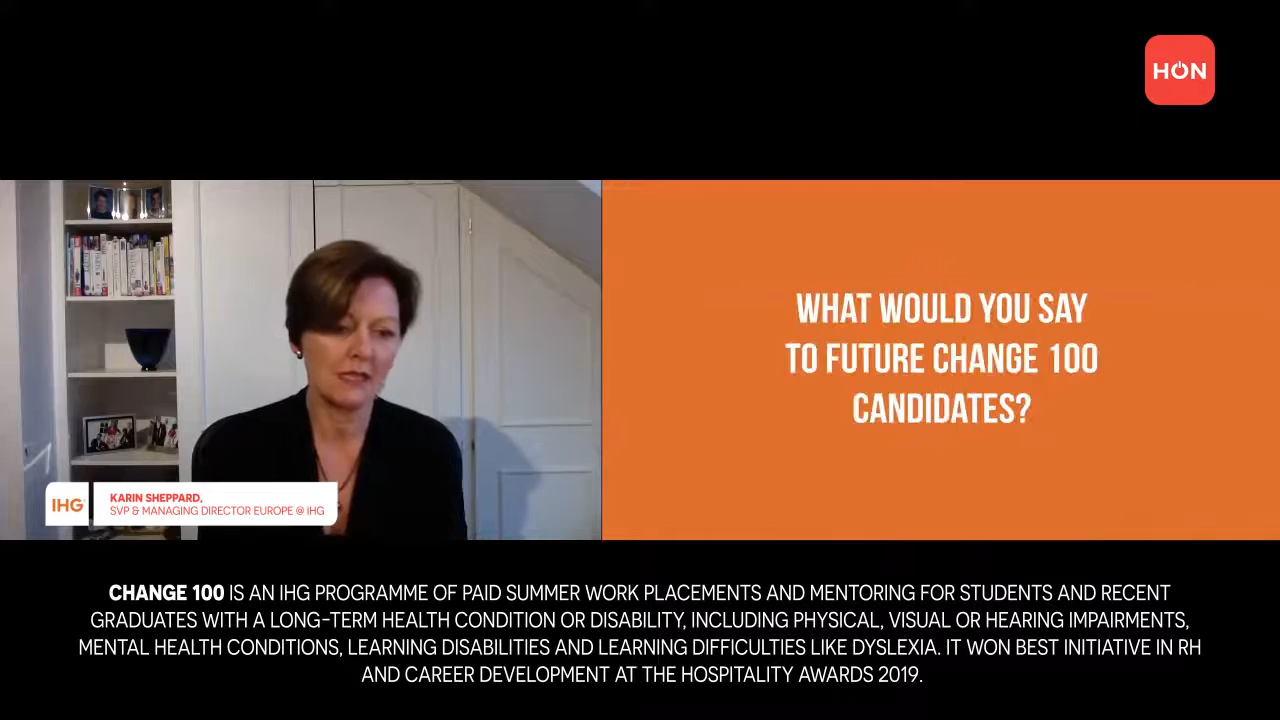 HON
WHAT WOULD YOU SAY
TO FUTURE CHANGE 100
CANDIDATES?
IHG
KARIN SHEPPARD,
SVP & MANAGING DIRECTOR EUROPE @ IHG
CHANGE 100 IS AN IHG PROGRAMME OF PAID SUMMER WORK PLACEMENTS AND MENTORING FOR STUDENTS AND RECENT
GRADUATES WITH A LONG-TERM HEALTH CONDITION OR DISABILITY, INCLUDING PHYSICAL, VISUAL OR HEARING IMPAIRMENTS,
MENTAL HEALTH CONDITIONS, LEARNING DISABILITIES AND LEARNING DIFFICULTIES LIKE DYSLEXIA. IT WON BEST INITIATIVE IN RH
AND CAREER DEVELOPMENT AT THE HOSPITALITY AWARDS 2019.